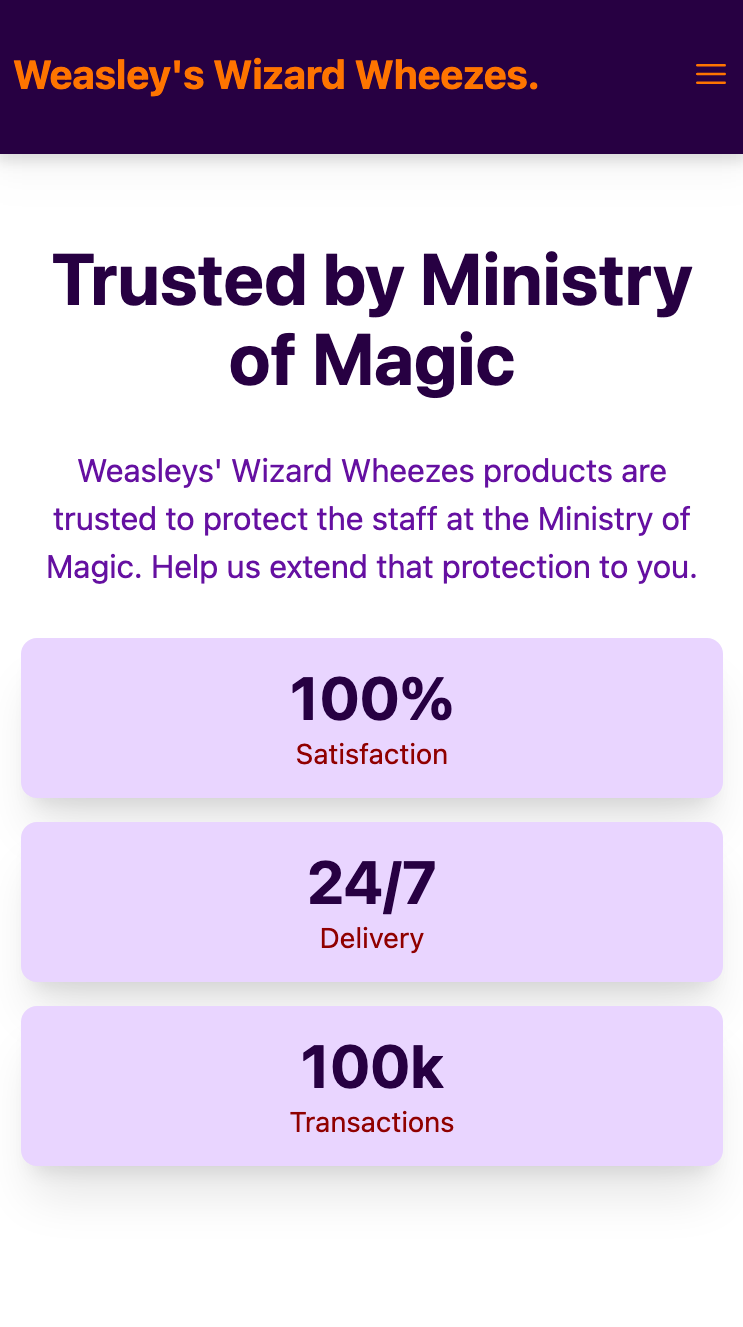 Weasley's Wizard Wheezes.
Trusted by Ministry
of Magic
Weasleys' Wizard Wheezes products are
trusted to protect the staff at the Ministry of
Magic. Help us extend that protection to you.
100%
Satisfaction
24/7
Delivery
100k
Transactions